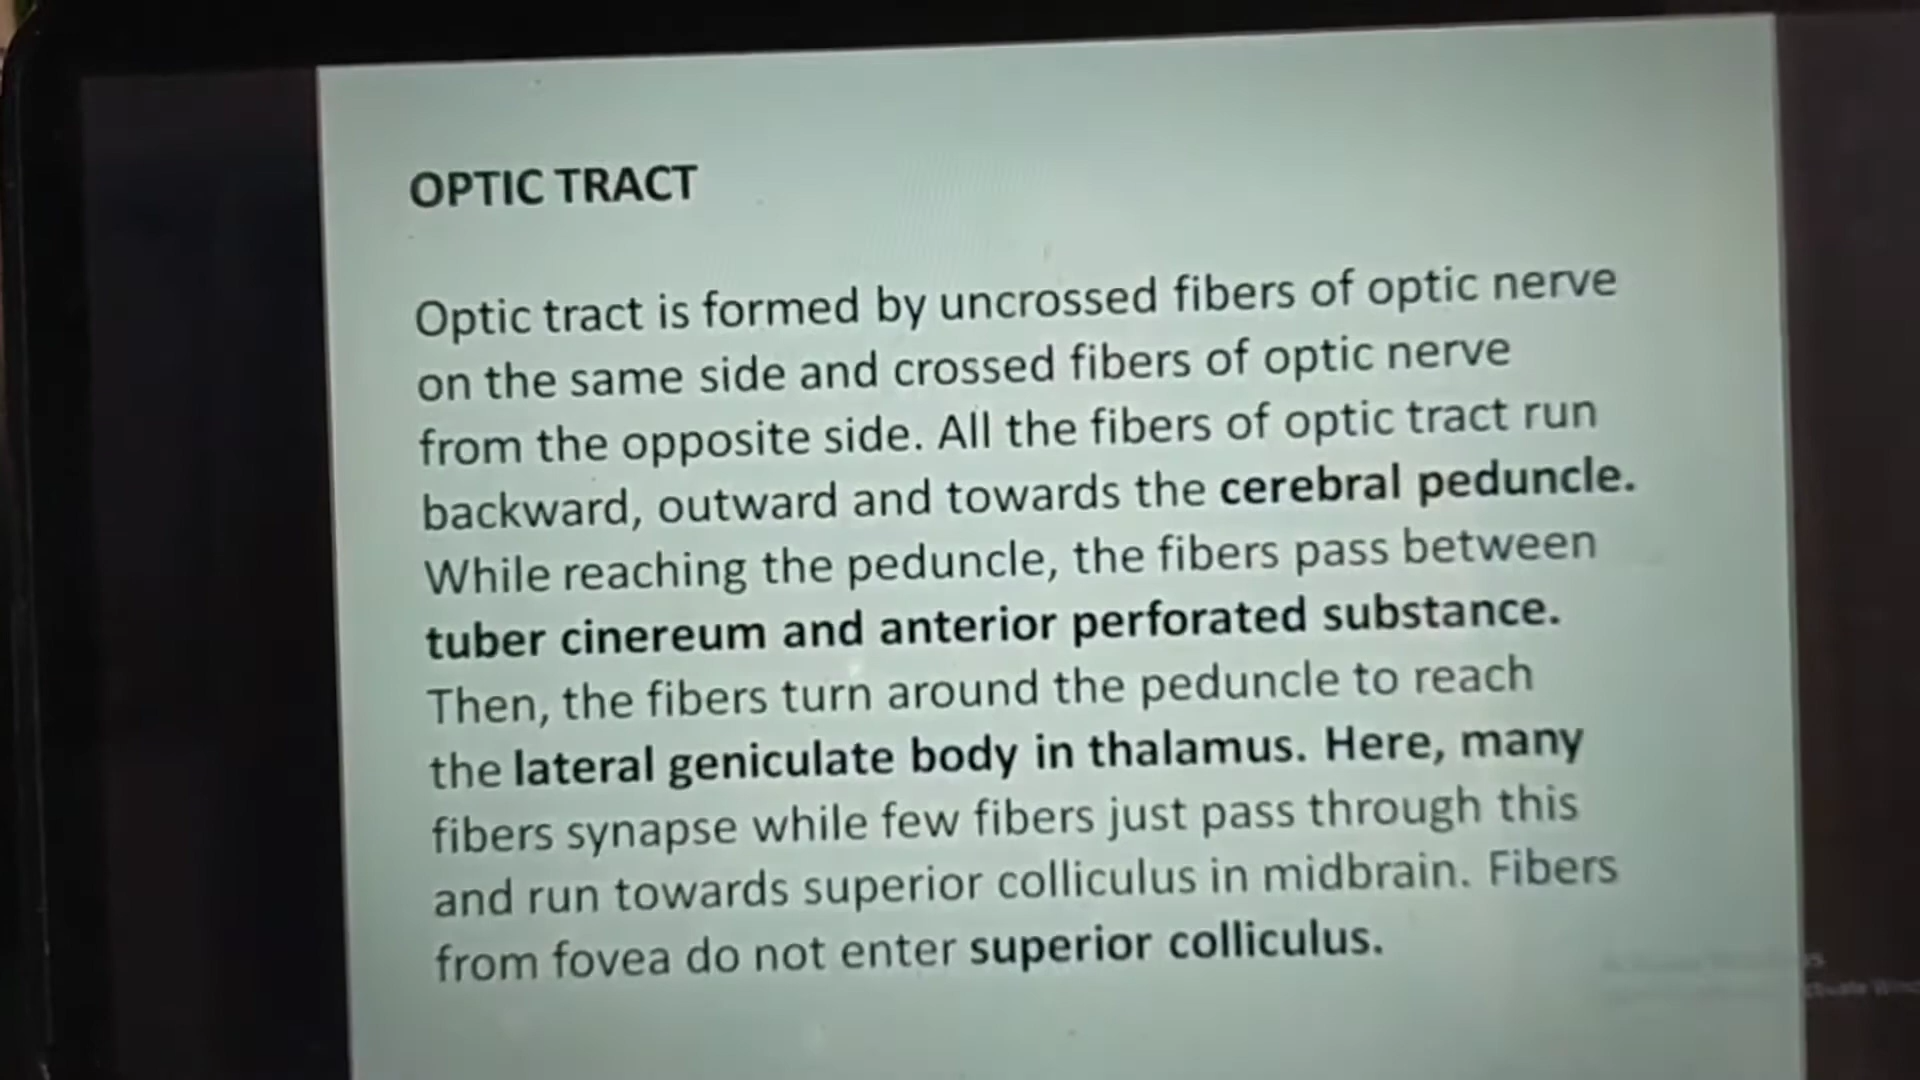 OPTIC TRACT
Optic tract is formed by uncrossed fibers of optic nerve
on the same side and crossed fibers of optic nerve
from the opposite side. All the fibers of optic tract run
backward, outward and towards the cerebral peduncle.
While reaching the peduncle, the fibers pass between
tuber cinereum and anterior perforated substance.
Then, the fibers turn around the peduncle to reach
the lateral geniculate body in thalamus. Here, many
fibers synapse while few fibers just pass through this
and run towards superior colliculus in midbrain. Fibers
from fovea do not enter superior colliculus.